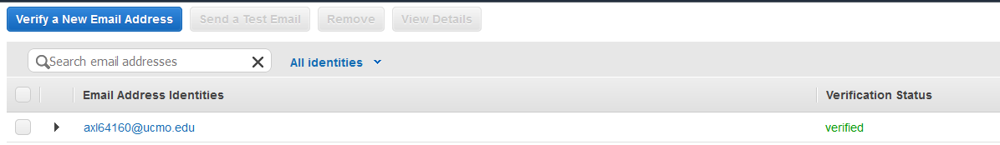 Verify a New Email Address Send a Test Email Remove View Details
Search email addresses All identities
Email Address Identities Verification Status
axl64160@ucmo.edu verified